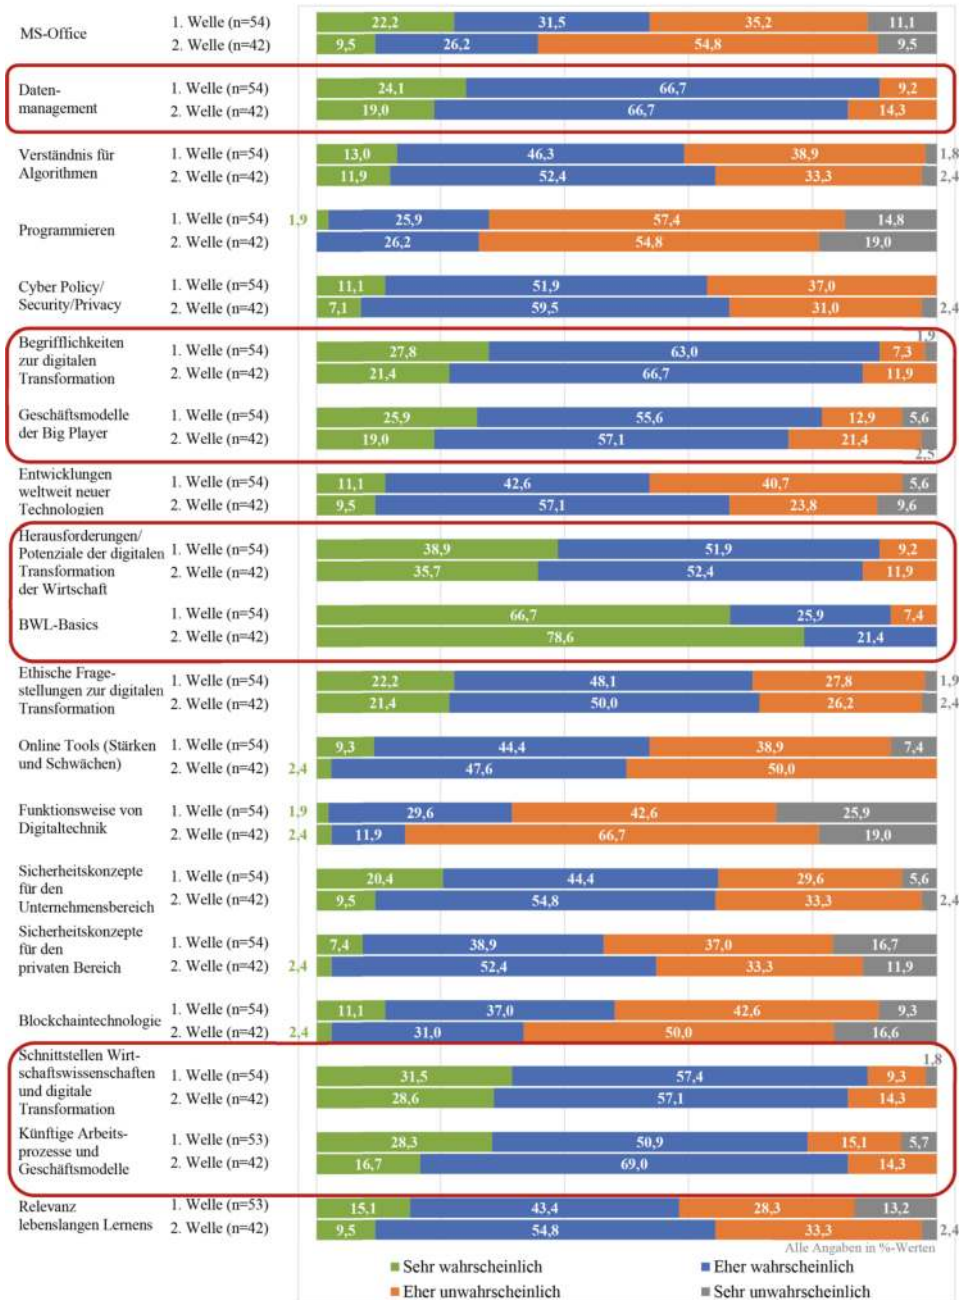 MS-Office
1. Welle (n=54) 22,2 31,5 35,2 11,1
2. Welle (n=42) 9,5 26,2 54,8 9,5
Daten-
management
1. Welle (n=54) 24,1 66,7 9,2
2. Welle (n=42) 19,0 66,7 14,3
Verständnis für
Algorithmen
1. Welle (n=54) 13,0 46,3 38,9 1,8
2. Welle (n=42) 11,9 52,4 33,3 2,4
Programmieren
1. Welle (n=54) 1,9 25,9 57,4 14,8
2. Welle (n=42) 26,2 54,8 19,0
Cyber Policy/
Security/Privacy
1. Welle (n=54) 11,1 51,9 37,0
2. Welle (n=42) 7,1 59,5 31,0 2,4
Begrifflichkeiten
zur digitalen
Transformation
1. Welle (n=54) 27,8 63,0 7,3 1,9
2. Welle (n=42) 21,4 66,7 11,9
Geschäftsmodelle
der Big Player
1. Welle (n=54) 25,9 55,6 12,9 5,6
2. Welle (n=42) 19,0 57,1 21,4 2,5
Entwicklungen
weltweit neuer
Technologien
1. Welle (n=54) 11,1 42,6 40,7 5,6
2. Welle (n=42) 9,5 57,1 23,8 9,6
Herausforderungen/
Potenziale der digitalen
Transformation
der Wirtschaft
1. Welle (n=54) 38,9 51,9 9,2
2. Welle (n=42) 35,7 52,4 11,9
BWL-Basics
1. Welle (n=54) 66,7 25,9 7,4
2. Welle (n=42) 78,6 21,4
Ethische Frage-
stellungen zur digitalen
Transformation
1. Welle (n=54) 22,2 48,1 27,8 1,9
2. Welle (n=42) 21,4 50,0 26,2 2,4
Online Tools (Stärken
und Schwächen)
1. Welle (n=54) 9,3 44,4 38,9 7,4
2. Welle (n=42) 2,4 47,6 50,0
Funktionsweise von
Digitaltechnik
1. Welle (n=54) 1,9 29,6 42,6 25,9
2. Welle (n=42) 2,4 11,9 66,7 19,0
Sicherheitskonzepte
für den
Unternehmensbereich
1. Welle (n=54) 20,4 44,4 29,6 5,6
2. Welle (n=42) 9,5 54,8 33,3 2,4
Sicherheitskonzepte
für den
privaten Bereich
1. Welle (n=54) 7,4 38,9 37,0 16,7
2. Welle (n=42) 2,4 52,4 33,3 11,9
Blockchaintechnologie
1. Welle (n=54) 11,1 37,0 42,6 9,3
2. Welle (n=42) 2,4 31,0 50,0 16,6
Schnittstellen Wirt-
schaftswissenschaften
und digitale
Transformation
1. Welle (n=54) 31,5 57,4 9,3 1,8
2. Welle (n=42) 28,6 57,1 14,3
Künftige Arbeits-
prozesse und
Geschäftsmodelle
1. Welle (n=53) 28,3 50,9 15,1 5,7
2. Welle (n=42) 16,7 69,0 14,3
Relevanz
lebenslangen Lernens
1. Welle (n=53) 15,1 43,4 28,3 13,2
2. Welle (n=42) 9,5 54,8 33,3 2,4
Alle Angaben in %-Werten
Sehr wahrscheinlich Eher wahrscheinlich
Eher unwahrscheinlich Sehr unwahrscheinlich